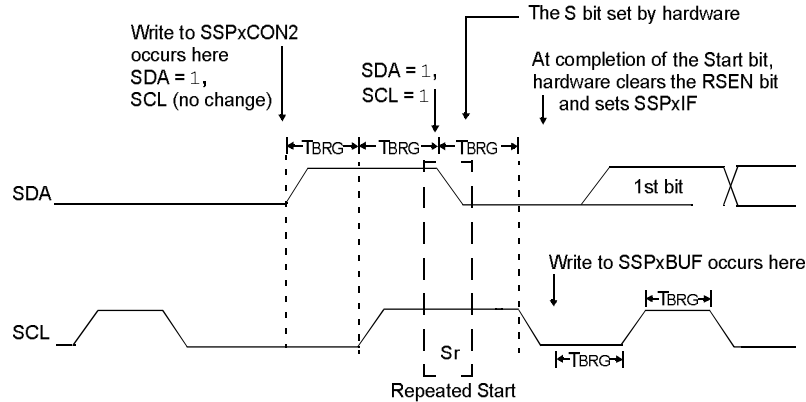 The S bit set by hardware
Write to SSPxCON2
occurs here
SDA = 1,
SCL (no change)
SDA = 1,
SCL = 1
At completion of the Start bit,
hardware clears the RSEN bit
and sets SSPxIF
TBRG TBRG TBRG
SDA
1st bit
Write to SSPxBUF occurs here
TBRG
SCL
Sr
TBRG
Repeated Start